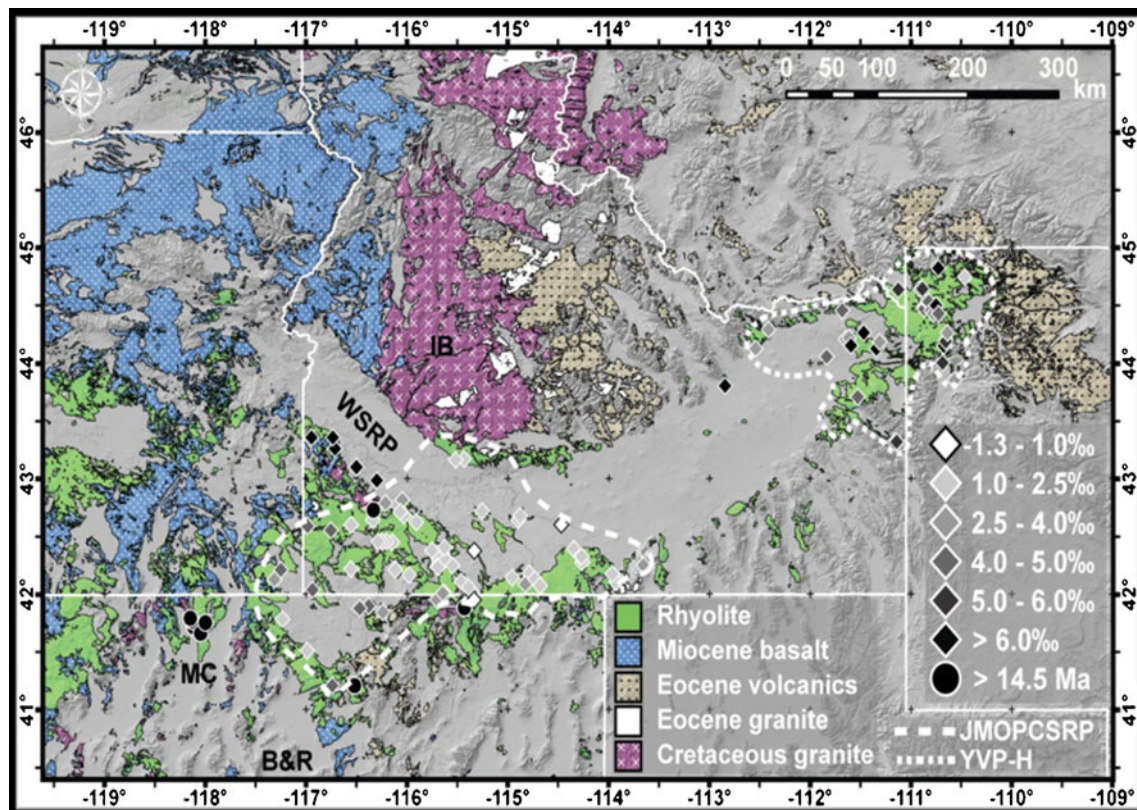 -119° -118° -117° -116° -115° -114° -113° -112° -111° -110° -109°
0 50 100 200 300
km
46° 46°
45° 45°
44° 44°
43° 43°
42° 42°
41° 41°
IB
WSRP
MC
B&R
-1.3 - 1.0‰
1.0 - 2.5‰
2.5 - 4.0‰
4.0 - 5.0‰
5.0 - 6.0‰
> 6.0‰
> 14.5 Ma
JMOPCSRP
YVP-H
Rhyolite
Miocene basalt
Eocene volcanics
Eocene granite
Cretaceous granite
-119° -118° -117° -116° -115° -114° -113° -112° -111° -110° -109°